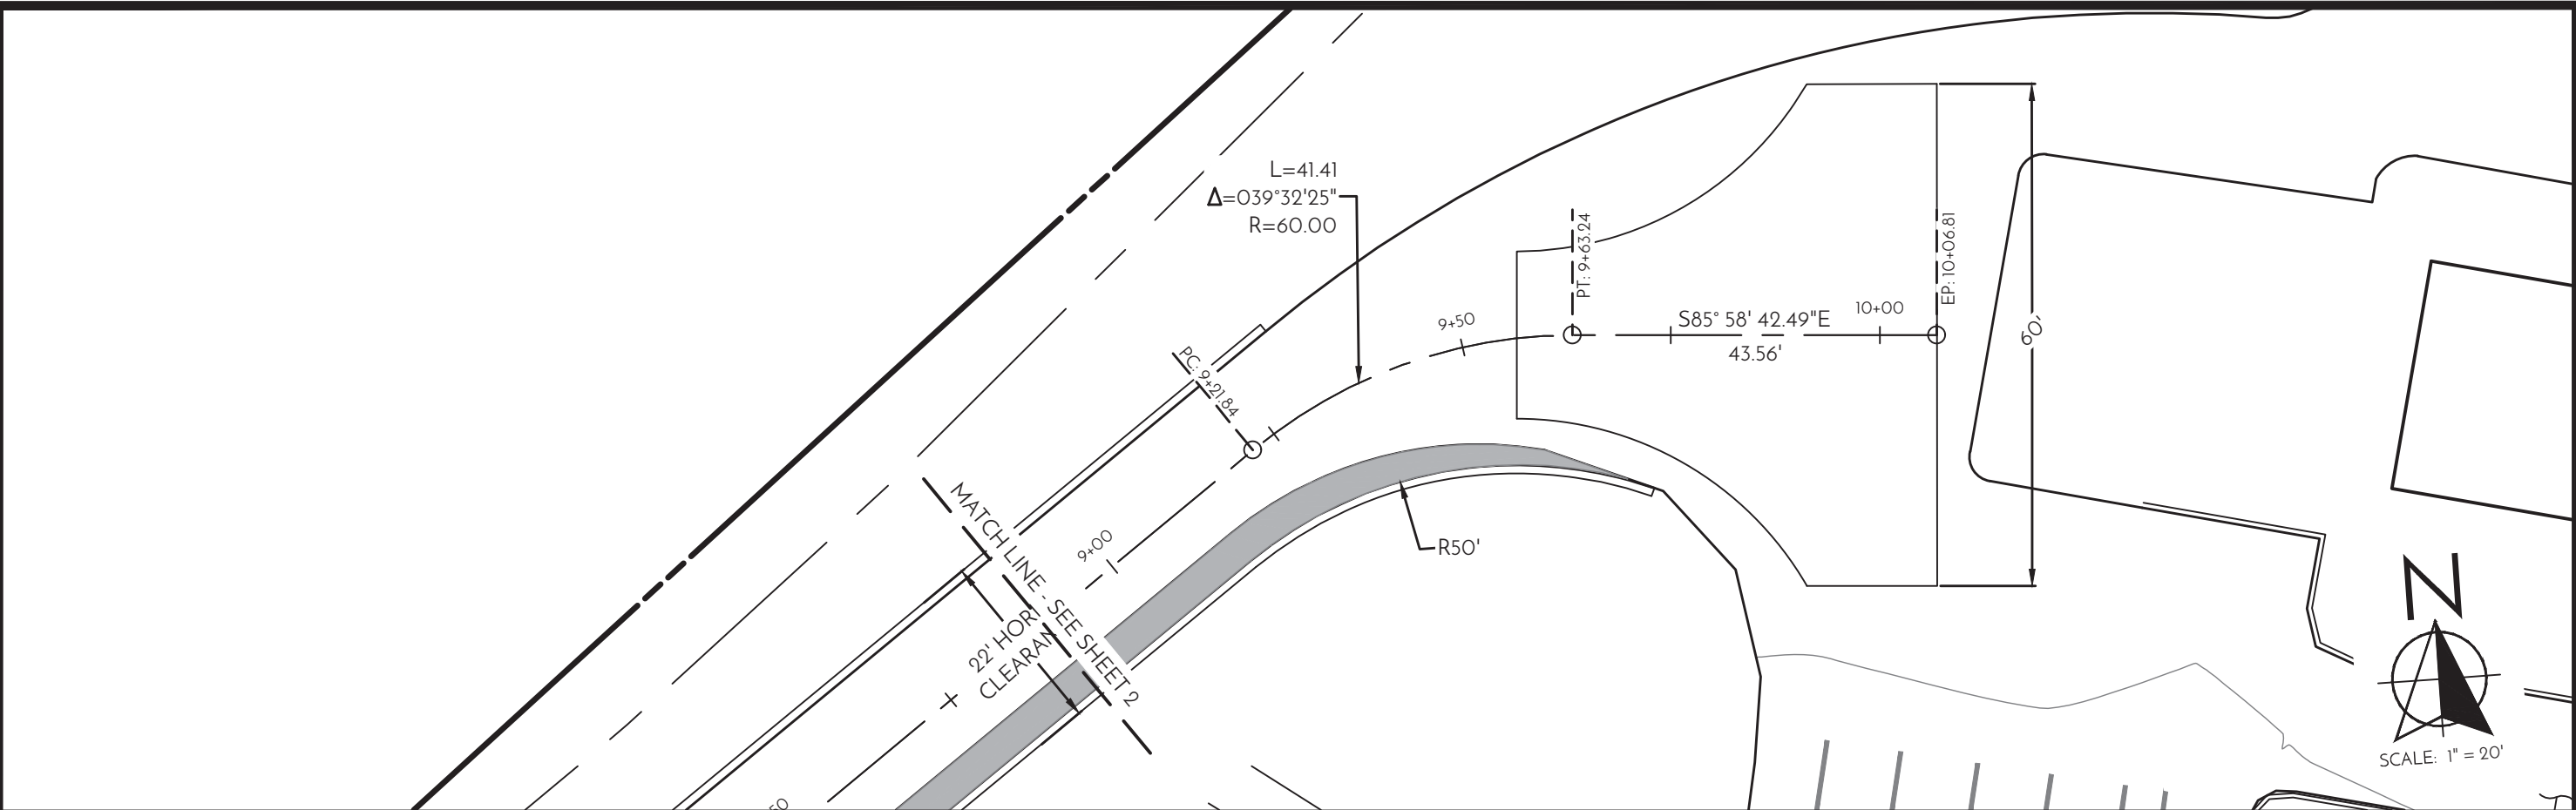 L=41.41
Δ=039°32'25"
R=60.00
PT: 9+63.24
EP: 10+06.81
9+50
S85° 58' 42.49"E
10+00
43.56'
60'
PC: 9+21.84
MATCH LINE - SEE SHEET 2
9+00
R50'
22' HOR
CLEARAN
N
SCALE: 1" = 20'
50